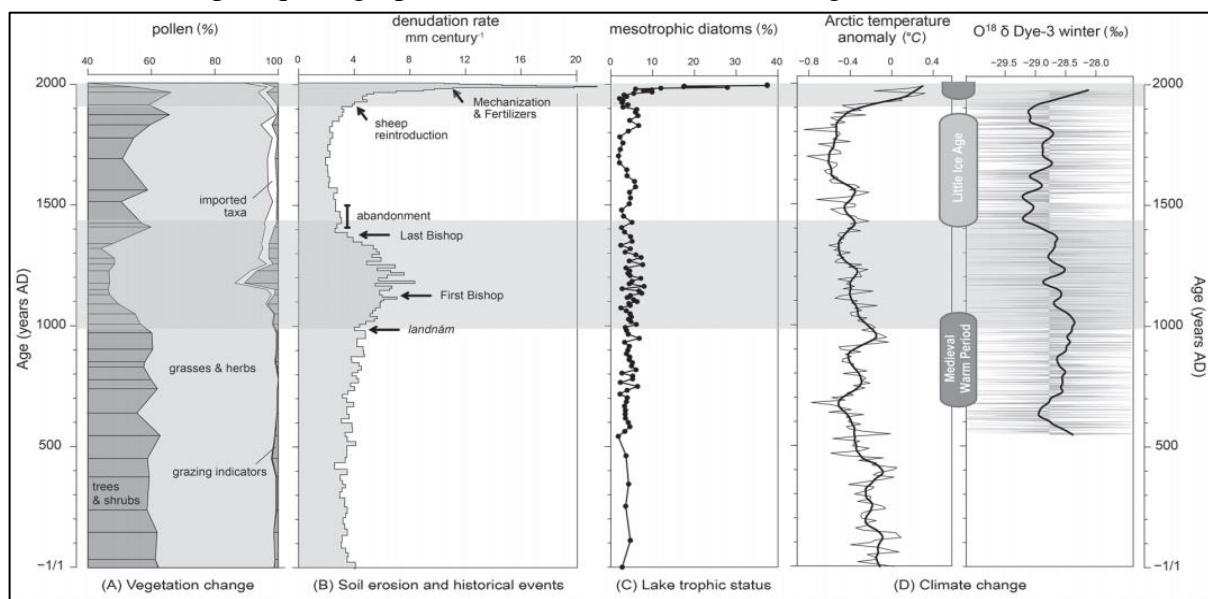 pollen (%)
denudation rate
mm century⁻¹
mesotrophic diatoms (%)
Arctic temperature
anomaly (°C)
O¹⁸ δ Dye-3 winter (‰)
40 60 80 100
0 4 8 12 16 20
0 10 20 30 40
−0.8 −0.4 0 0.4
−29.5 −29.0 −28.5 −28.0
2000
1500
1000
500
−1/1
Age (years AD)
imported
taxa
grasses & herbs
grazing indicators
trees
& shrubs
Mechanization
& Fertilizers
sheep
reintroduction
abandonment
Last Bishop
First Bishop
landnám
Little Ice Age
Medieval
Warm Period
2000
1500
1000
500
−1/1
Age (years AD)
(A) Vegetation change
(B) Soil erosion and historical events
(C) Lake trophic status
(D) Climate change